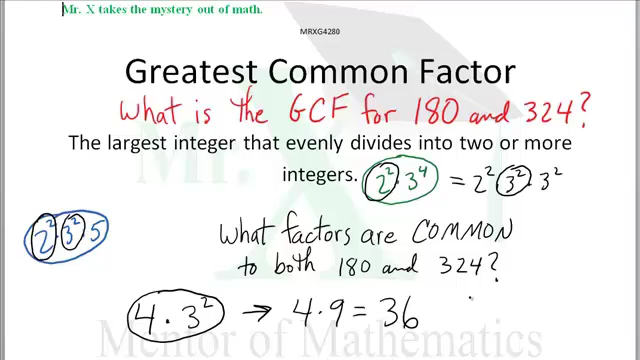 Mr. X takes the mystery out of math.
MRXG4280
Greatest Common Factor
What is the GCF for 180 and 324?
The largest integer that evenly divides into two or more
integers. 2² · 3⁴ = 2² · 3² · 3²
2² · 3² · 5
What factors are COMMON
to both 180 and 324?
4 · 3² → 4 · 9 = 36
Mr. X
Mentor of Mathematics